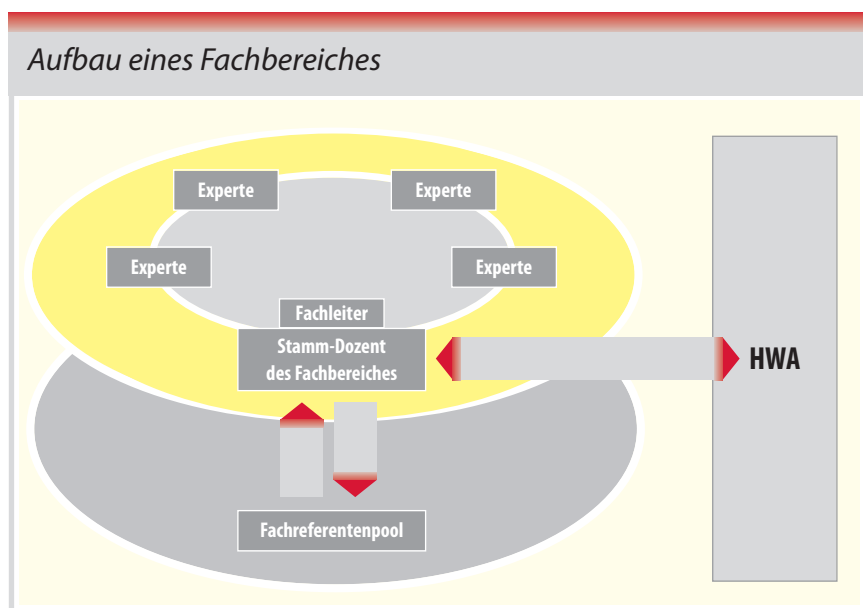 Aufbau eines Fachbereiches
Experte
Experte
Experte
Experte
Fachleiter
Stamm-Dozent
des Fachbereiches
HWA
Fachreferentenpool